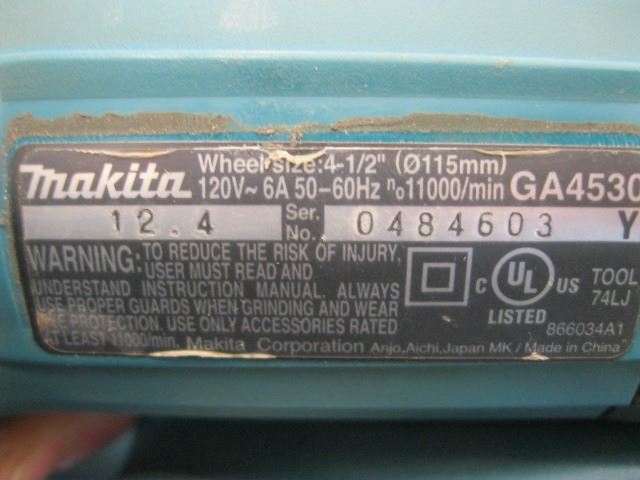 makita Wheel size:4-1/2" (Ø115mm)
120V~ 6A 50-60Hz n₀11000/min GA4530
12.4 Ser. No. 0484603 Y
WARNING: TO REDUCE THE RISK OF INJURY,
USER MUST READ AND
UNDERSTAND INSTRUCTION MANUAL. ALWAYS
USE PROPER GUARDS WHEN GRINDING AND WEAR
EYE PROTECTION. USE ONLY ACCESSORIES RATED
AT LEAST 11000/min.
C UL US
LISTED
TOOL
74LJ
866034A1
Makita Corporation Anjo,Aichi,Japan MK / Made in China